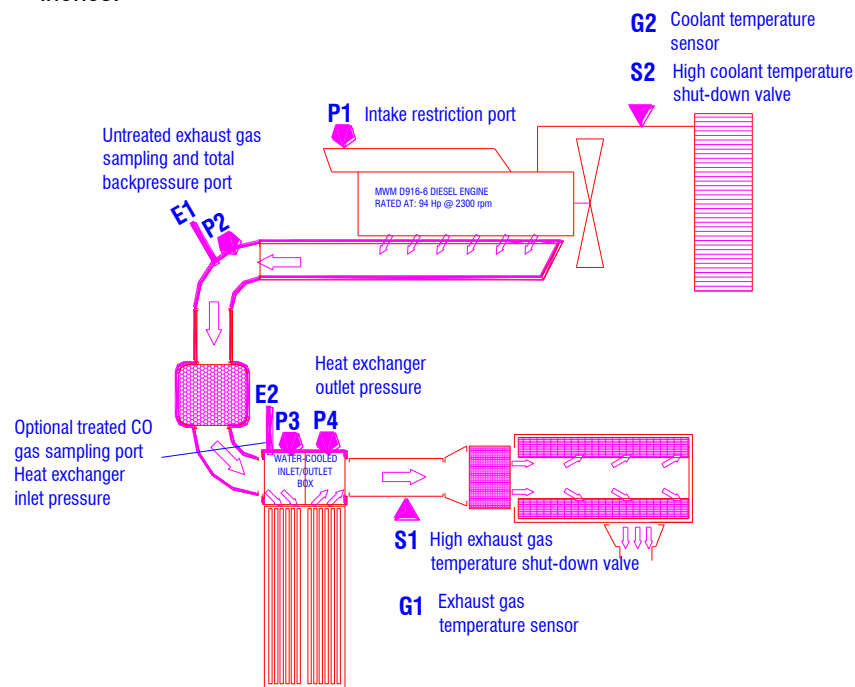 inches.
G2 Coolant temperature
sensor
S2 High coolant temperature
shut-down valve
P1 Intake restriction port
Untreated exhaust gas
sampling and total
backpressure port
MWM D916-6 DIESEL ENGINE
RATED AT: 94 Hp @ 2300 rpm
E1
P2
Heat exchanger
outlet pressure
E2
P3 P4
Optional treated CO
gas sampling port
Heat exchanger
inlet pressure
WATER-COOLED
INLET/OUTLET
BOX
S1 High exhaust gas
temperature shut-down valve
G1 Exhaust gas
temperature sensor